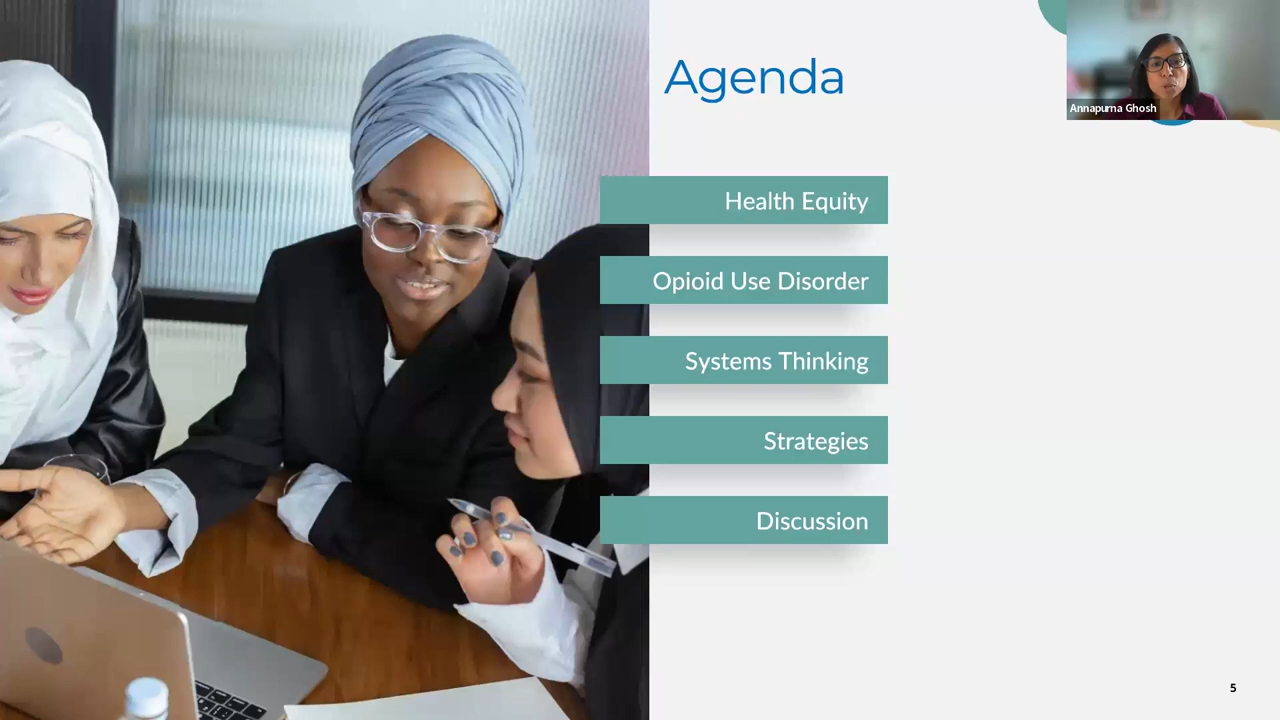 Agenda
Annapurna Ghosh
Health Equity
Opioid Use Disorder
Systems Thinking
Strategies
Discussion
5